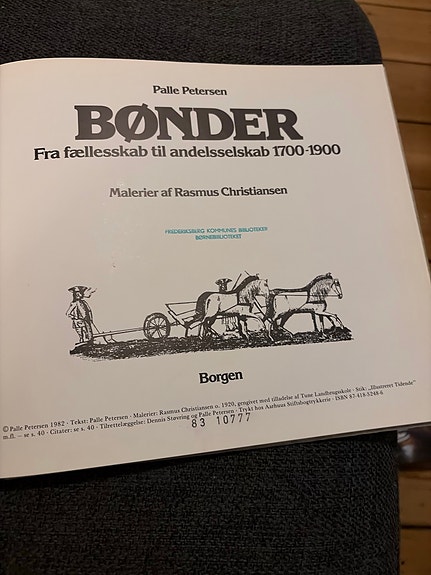 Palle Petersen
BØNDER
Fra fællesskab til andelsselskab 1700-1900
Malerier af Rasmus Christiansen
FREDERIKSBERG KOMMUNES BIBLIOTEKER
BØRNEBIBLIOTEKET
Borgen
© Palle Petersen 1982 · Tekst: Palle Petersen · Malerier: Rasmus Christiansen o. 1920, gengivet med tilladelse af Tune Landbrugsskole · Stik: „Illustreret Tidende”
m.fl. – se s. 40 · Citater: se s. 40 · Tilrettelæggelse: Dennis Støvring og Palle Petersen · Trykt hos Aarhuus Stiftsbogtrykkerie · ISBN 87-418-5248-6
83 10777